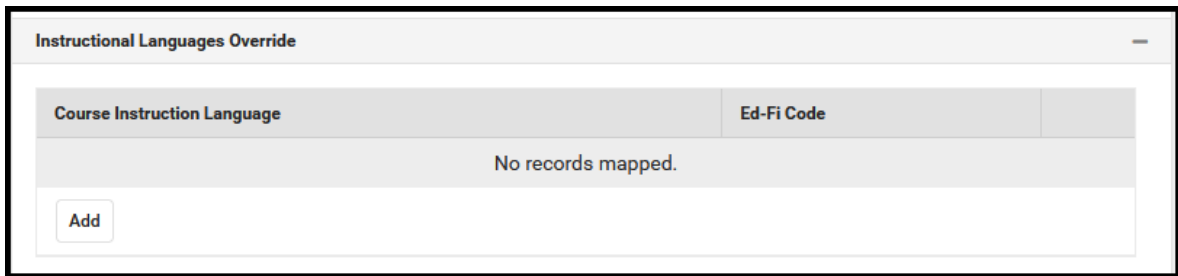 Instructional Languages Override
Course Instruction Language Ed-Fi Code
No records mapped.
Add